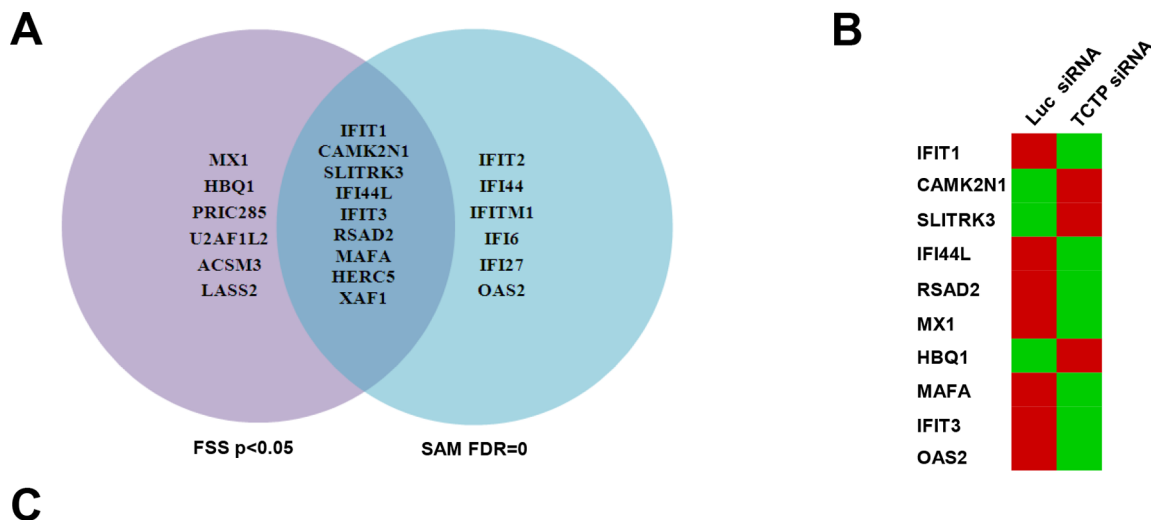 A
MX1
HBQ1
PRIC285
U2AF1L2
ACSM3
LASS2
IFIT1
CAMK2N1
SLITRK3
IFI44L
IFIT3
RSAD2
MAFA
HERC5
XAF1
IFIT2
IFI44
IFITM1
IFI6
IFI27
OAS2
FSS p<0.05
SAM FDR=0
B
Luc siRNA
TCTP siRNA
IFIT1
CAMK2N1
SLITRK3
IFI44L
RSAD2
MX1
HBQ1
MAFA
IFIT3
OAS2
C